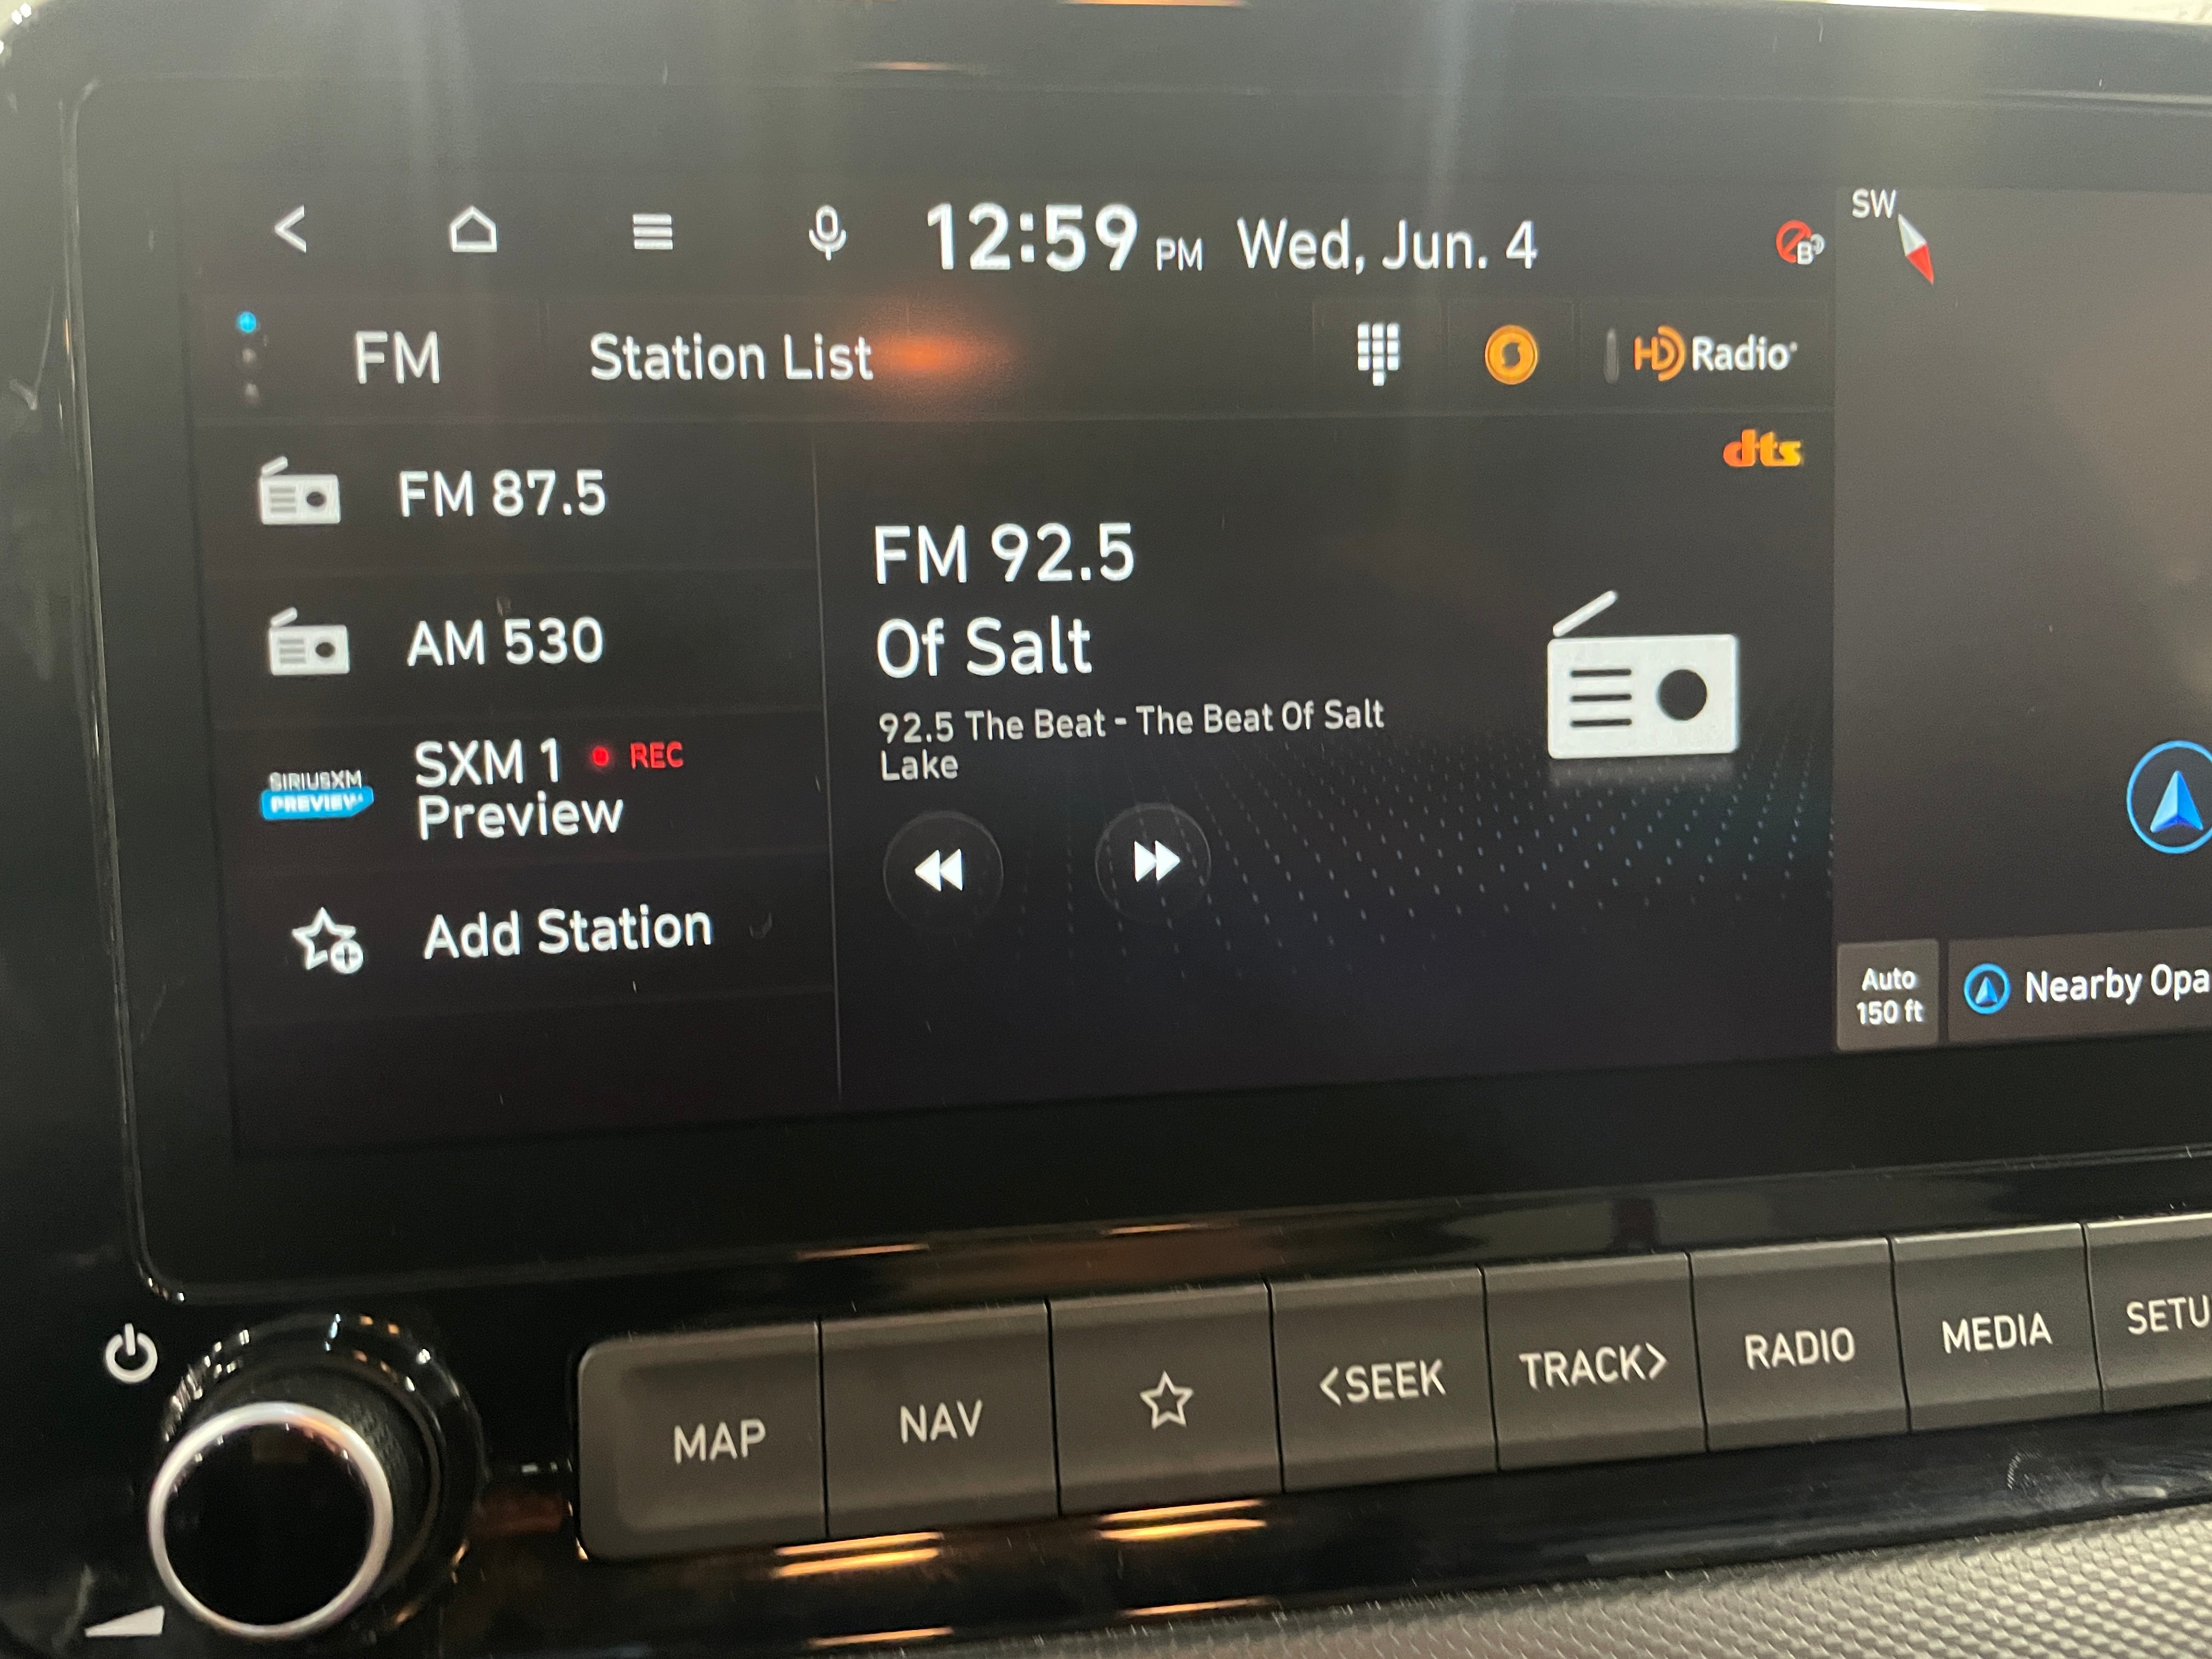 12:59 PM Wed, Jun. 4
SW
FM
Station List
HD Radio
dts
FM 87.5
AM 530
SXM 1 REC
Preview
SIRIUSXM
PREVIEW
Add Station
FM 92.5
Of Salt
92.5 The Beat - The Beat Of Salt
Lake
Auto
150 ft
Nearby Opa
MAP
NAV
<SEEK
TRACK>
RADIO
MEDIA
SETU